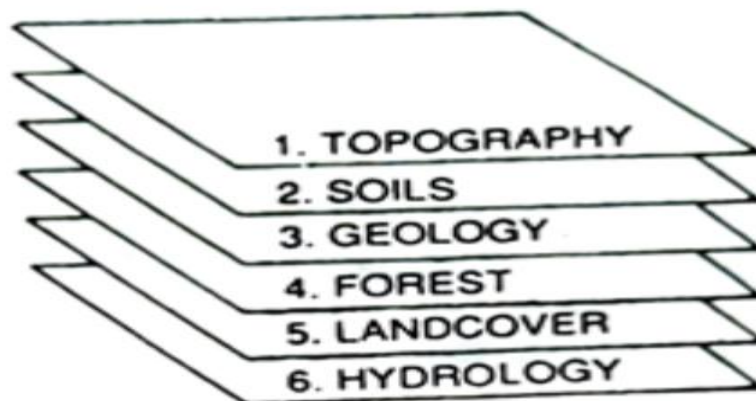 1. TOPOGRAPHY
2. SOILS
3. GEOLOGY
4. FOREST
5. LANDCOVER
6. HYDROLOGY